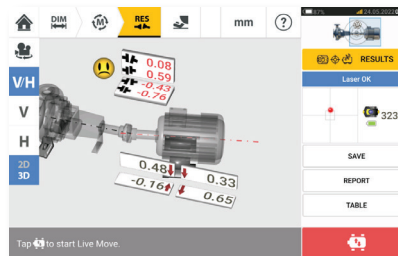 DIM
RES
mm
?
87%
24.05.2022
RESULTS
Laser OK
323
SAVE
REPORT
TABLE
V/H
V
H
2D
3D
0.08
0.59
-0.43
-0.76
0.48
0.33
-0.16
0.65
Tap to start Live Move.